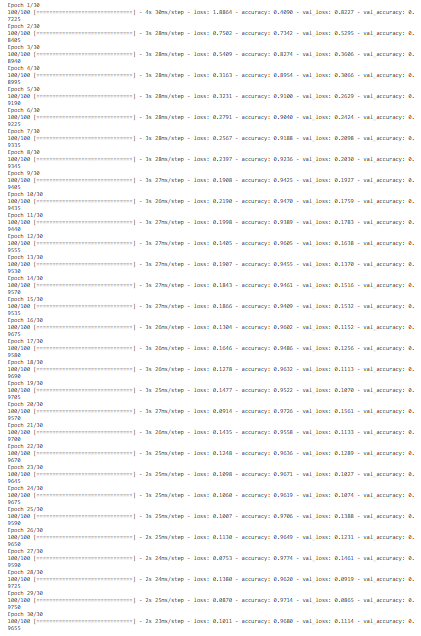 Epoch 1/30
100/100 [==============================] - 4s 30ms/step - loss: 1.8864 - accuracy: 0.4090 - val_loss: 0.8227 - val_accuracy: 0.
7225
Epoch 2/30
100/100 [==============================] - 3s 28ms/step - loss: 0.7502 - accuracy: 0.7342 - val_loss: 0.5295 - val_accuracy: 0.
8405
Epoch 3/30
100/100 [==============================] - 3s 28ms/step - loss: 0.5409 - accuracy: 0.8274 - val_loss: 0.3606 - val_accuracy: 0.
8940
Epoch 4/30
100/100 [==============================] - 3s 28ms/step - loss: 0.3163 - accuracy: 0.8954 - val_loss: 0.3066 - val_accuracy: 0.
8995
Epoch 5/30
100/100 [==============================] - 3s 28ms/step - loss: 0.3231 - accuracy: 0.9100 - val_loss: 0.2629 - val_accuracy: 0.
9190
Epoch 6/30
100/100 [==============================] - 3s 28ms/step - loss: 0.2791 - accuracy: 0.9040 - val_loss: 0.2424 - val_accuracy: 0.
9225
Epoch 7/30
100/100 [==============================] - 3s 28ms/step - loss: 0.2567 - accuracy: 0.9188 - val_loss: 0.2098 - val_accuracy: 0.
9335
Epoch 8/30
100/100 [==============================] - 3s 28ms/step - loss: 0.2397 - accuracy: 0.9236 - val_loss: 0.2030 - val_accuracy: 0.
9345
Epoch 9/30
100/100 [==============================] - 3s 27ms/step - loss: 0.1908 - accuracy: 0.9425 - val_loss: 0.1927 - val_accuracy: 0.
9405
Epoch 10/30
100/100 [==============================] - 3s 26ms/step - loss: 0.2190 - accuracy: 0.9470 - val_loss: 0.1759 - val_accuracy: 0.
9435
Epoch 11/30
100/100 [==============================] - 3s 27ms/step - loss: 0.1998 - accuracy: 0.9389 - val_loss: 0.1783 - val_accuracy: 0.
9440
Epoch 12/30
100/100 [==============================] - 3s 27ms/step - loss: 0.1405 - accuracy: 0.9605 - val_loss: 0.1638 - val_accuracy: 0.
9555
Epoch 13/30
100/100 [==============================] - 3s 27ms/step - loss: 0.1907 - accuracy: 0.9455 - val_loss: 0.1370 - val_accuracy: 0.
9530
Epoch 14/30
100/100 [==============================] - 3s 27ms/step - loss: 0.1843 - accuracy: 0.9461 - val_loss: 0.1516 - val_accuracy: 0.
9570
Epoch 15/30
100/100 [==============================] - 3s 27ms/step - loss: 0.1866 - accuracy: 0.9409 - val_loss: 0.1532 - val_accuracy: 0.
9535
Epoch 16/30
100/100 [==============================] - 3s 26ms/step - loss: 0.1304 - accuracy: 0.9602 - val_loss: 0.1152 - val_accuracy: 0.
9675
Epoch 17/30
100/100 [==============================] - 3s 26ms/step - loss: 0.1646 - accuracy: 0.9486 - val_loss: 0.1256 - val_accuracy: 0.
9580
Epoch 18/30
100/100 [==============================] - 3s 26ms/step - loss: 0.1278 - accuracy: 0.9632 - val_loss: 0.1113 - val_accuracy: 0.
9690
Epoch 19/30
100/100 [==============================] - 3s 25ms/step - loss: 0.1477 - accuracy: 0.9522 - val_loss: 0.1070 - val_accuracy: 0.
9705
Epoch 20/30
100/100 [==============================] - 3s 27ms/step - loss: 0.0914 - accuracy: 0.9726 - val_loss: 0.1561 - val_accuracy: 0.
9570
Epoch 21/30
100/100 [==============================] - 3s 26ms/step - loss: 0.1435 - accuracy: 0.9558 - val_loss: 0.1133 - val_accuracy: 0.
9700
Epoch 22/30
100/100 [==============================] - 3s 25ms/step - loss: 0.1248 - accuracy: 0.9636 - val_loss: 0.1289 - val_accuracy: 0.
9670
Epoch 23/30
100/100 [==============================] - 2s 25ms/step - loss: 0.1098 - accuracy: 0.9671 - val_loss: 0.1027 - val_accuracy: 0.
9645
Epoch 24/30
100/100 [==============================] - 3s 25ms/step - loss: 0.1060 - accuracy: 0.9619 - val_loss: 0.1074 - val_accuracy: 0.
9675
Epoch 25/30
100/100 [==============================] - 3s 25ms/step - loss: 0.1007 - accuracy: 0.9706 - val_loss: 0.1388 - val_accuracy: 0.
9590
Epoch 26/30
100/100 [==============================] - 2s 25ms/step - loss: 0.1130 - accuracy: 0.9649 - val_loss: 0.1231 - val_accuracy: 0.
9650
Epoch 27/30
100/100 [==============================] - 2s 24ms/step - loss: 0.0753 - accuracy: 0.9774 - val_loss: 0.1461 - val_accuracy: 0.
9590
Epoch 28/30
100/100 [==============================] - 2s 24ms/step - loss: 0.1380 - accuracy: 0.9620 - val_loss: 0.0919 - val_accuracy: 0.
9725
Epoch 29/30
100/100 [==============================] - 2s 25ms/step - loss: 0.0870 - accuracy: 0.9714 - val_loss: 0.0865 - val_accuracy: 0.
9750
Epoch 30/30
100/100 [==============================] - 2s 23ms/step - loss: 0.1011 - accuracy: 0.9680 - val_loss: 0.1114 - val_accuracy: 0.
9655